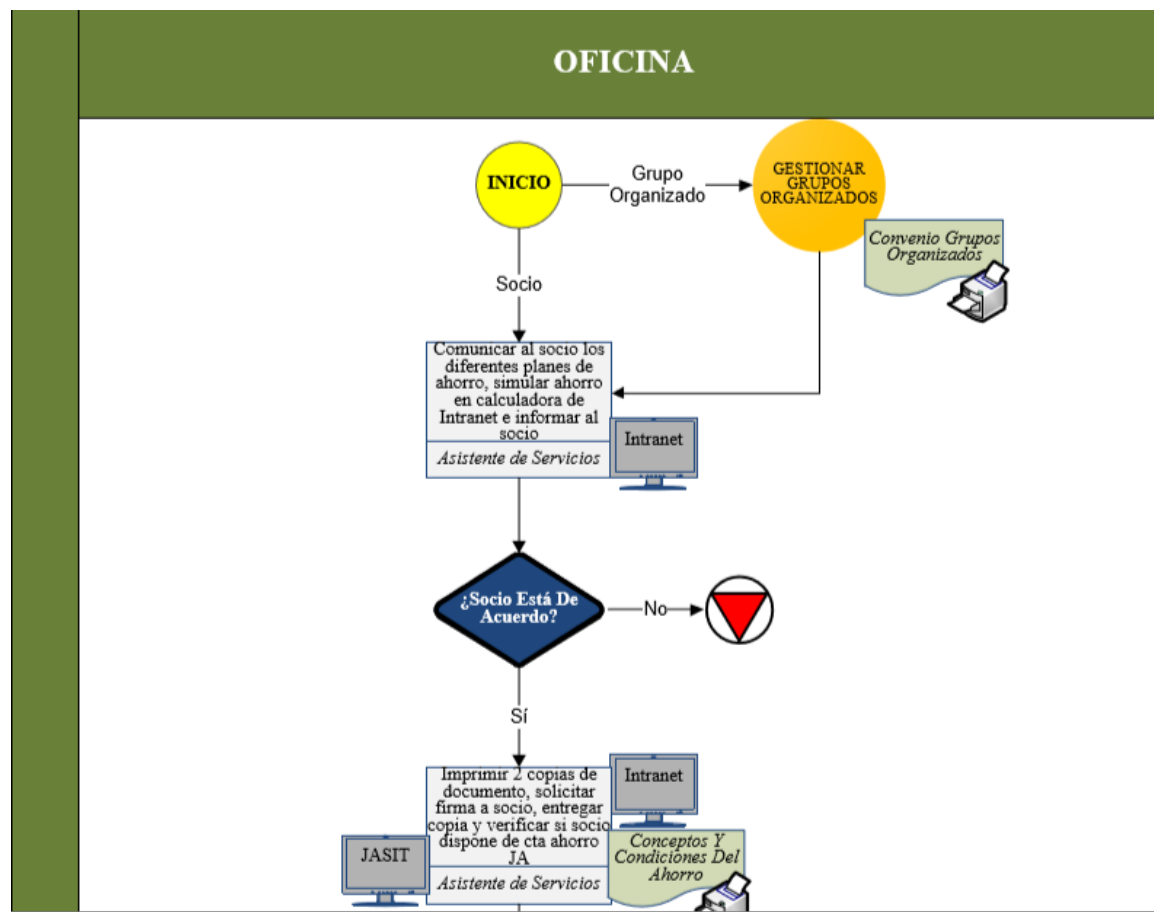 OFICINA
INICIO
Grupo
Organizado
GESTIONAR
GRUPOS
ORGANIZADOS
Convenio Grupos
Organizados
Socio
Comunicar al socio los
diferentes planes de
ahorro, simular ahorro
en calculadora de
Intranet e informar al
socio
Asistente de Servicios
Intranet
¿Socio Está De
Acuerdo?
No
Sí
Imprimir 2 copias de
documento, solicitar
firma a socio, entregar
copia y verificar si socio
dispone de cta ahorro
JA
Asistente de Servicios
Intranet
JASIT
Conceptos Y
Condiciones Del
Ahorro